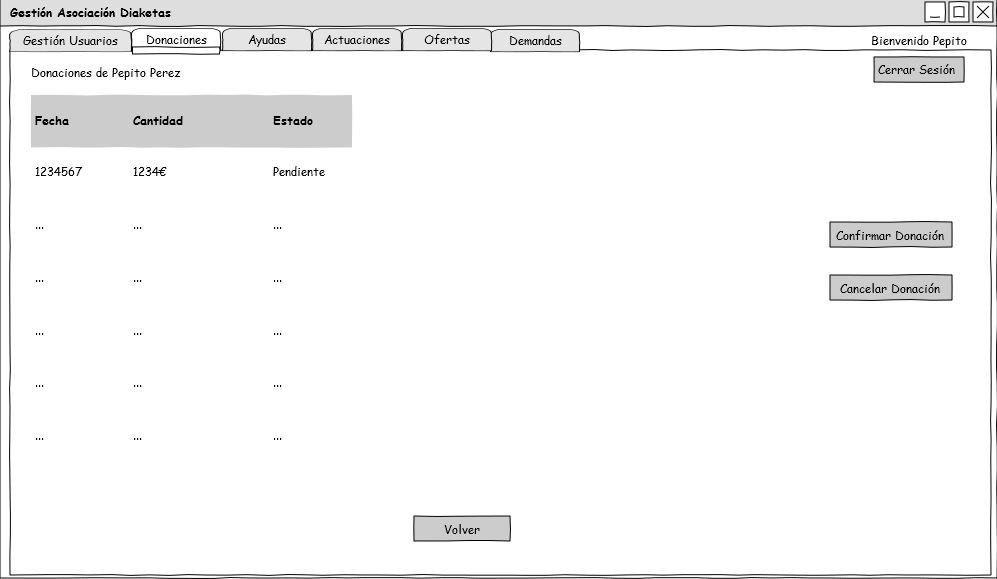 Gestión Asociación Diaketas
Gestión Usuarios Donaciones Ayudas Actuaciones Ofertas Demandas Bienvenido Pepito
Donaciones de Pepito Perez Cerrar Sesión
Fecha Cantidad Estado
1234567 1234€ Pendiente
... ... ...
Confirmar Donación
... ... ...
Cancelar Donación
... ... ...
... ... ...
... ... ...
Volver